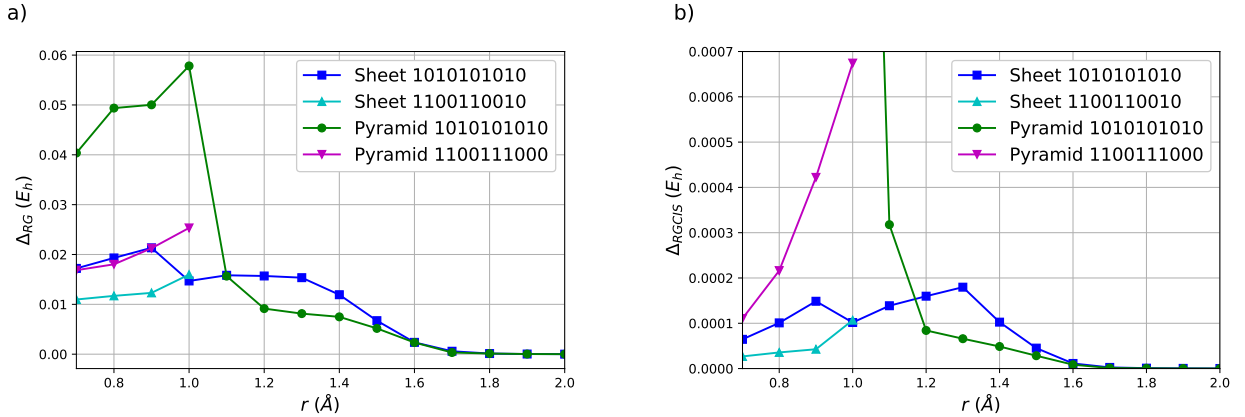 a)
0.06
0.05
0.04
0.03
0.02
0.01
0.00
Δ_RG (E_h)
0.8 1.0 1.2 1.4 1.6 1.8 2.0
r (Å)
Sheet 1010101010
Sheet 1100110010
Pyramid 1010101010
Pyramid 1100111000
b)
0.0007
0.0006
0.0005
0.0004
0.0003
0.0002
0.0001
0.0000
Δ_RGCIS (E_h)
0.8 1.0 1.2 1.4 1.6 1.8 2.0
r (Å)
Sheet 1010101010
Sheet 1100110010
Pyramid 1010101010
Pyramid 1100111000